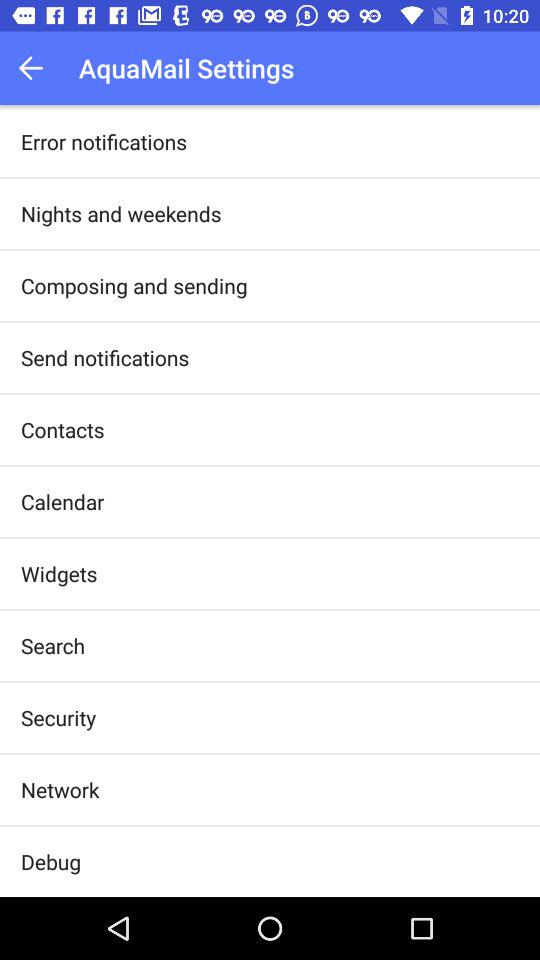 10:20
AquaMail Settings
Error notifications
Nights and weekends
Composing and sending
Send notifications
Contacts
Calendar
Widgets
Search
Security
Network
Debug